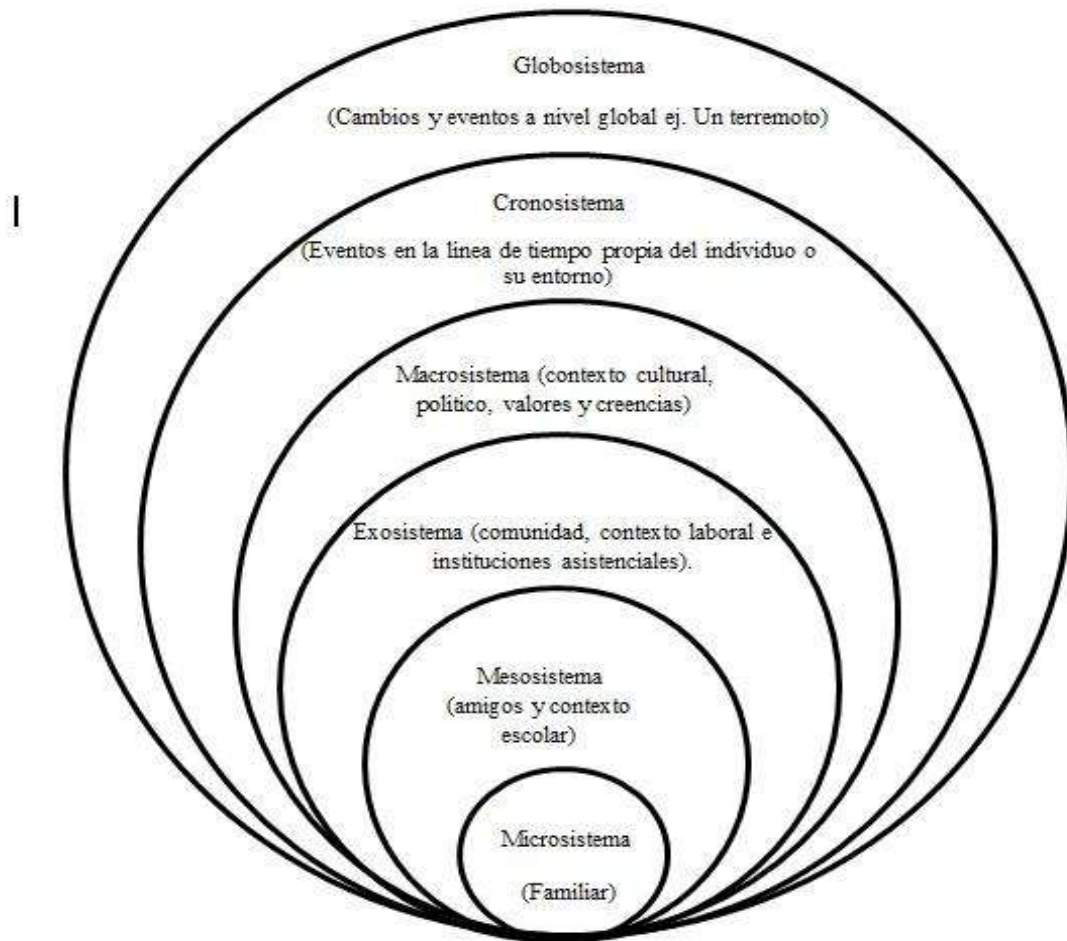 Globosistema
(Cambios y eventos a nivel global ej. Un terremoto)
Cronosistema
(Eventos en la linea de tiempo propia del individuo o
su entorno)
Macrosistema (contexto cultural,
politico, valores y creencias)
Exosistema (comunidad, contexto laboral e
instituciones asistenciales).
Mesosistema
(amigos y contexto
escolar)
Microsistema
(Familiar)